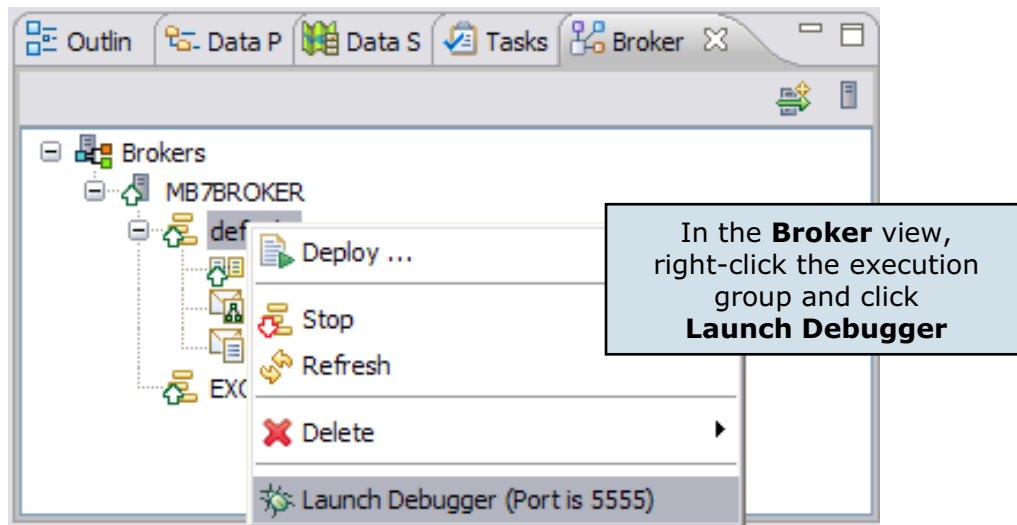 Outlin Data P Data S Tasks Broker
Brokers
MB7BROKER
Deploy ...
Stop
Refresh
Delete
Launch Debugger (Port is 5555)
In the Broker view,
right-click the execution
group and click
Launch Debugger